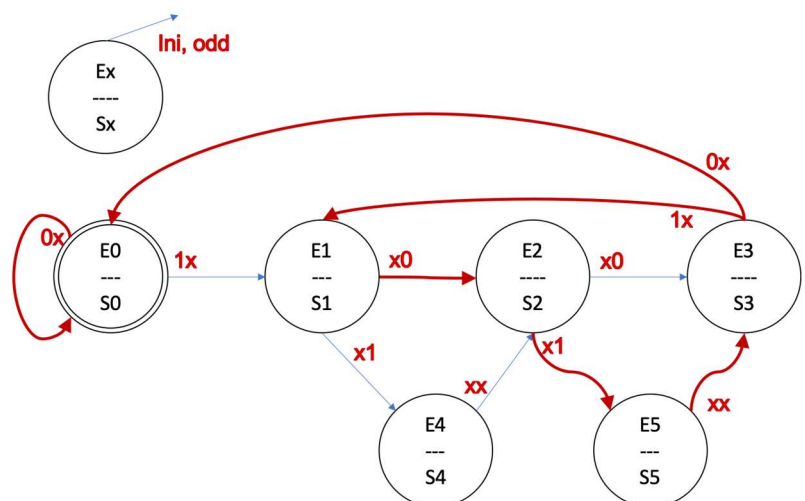 Ini, odd
Ex
----
Sx
0x
1x
0x
E0
---
S0
1x
E1
---
S1
x0
E2
----
S2
x0
E3
----
S3
x1
xx
x1
xx
E4
---
S4
E5
---
S5